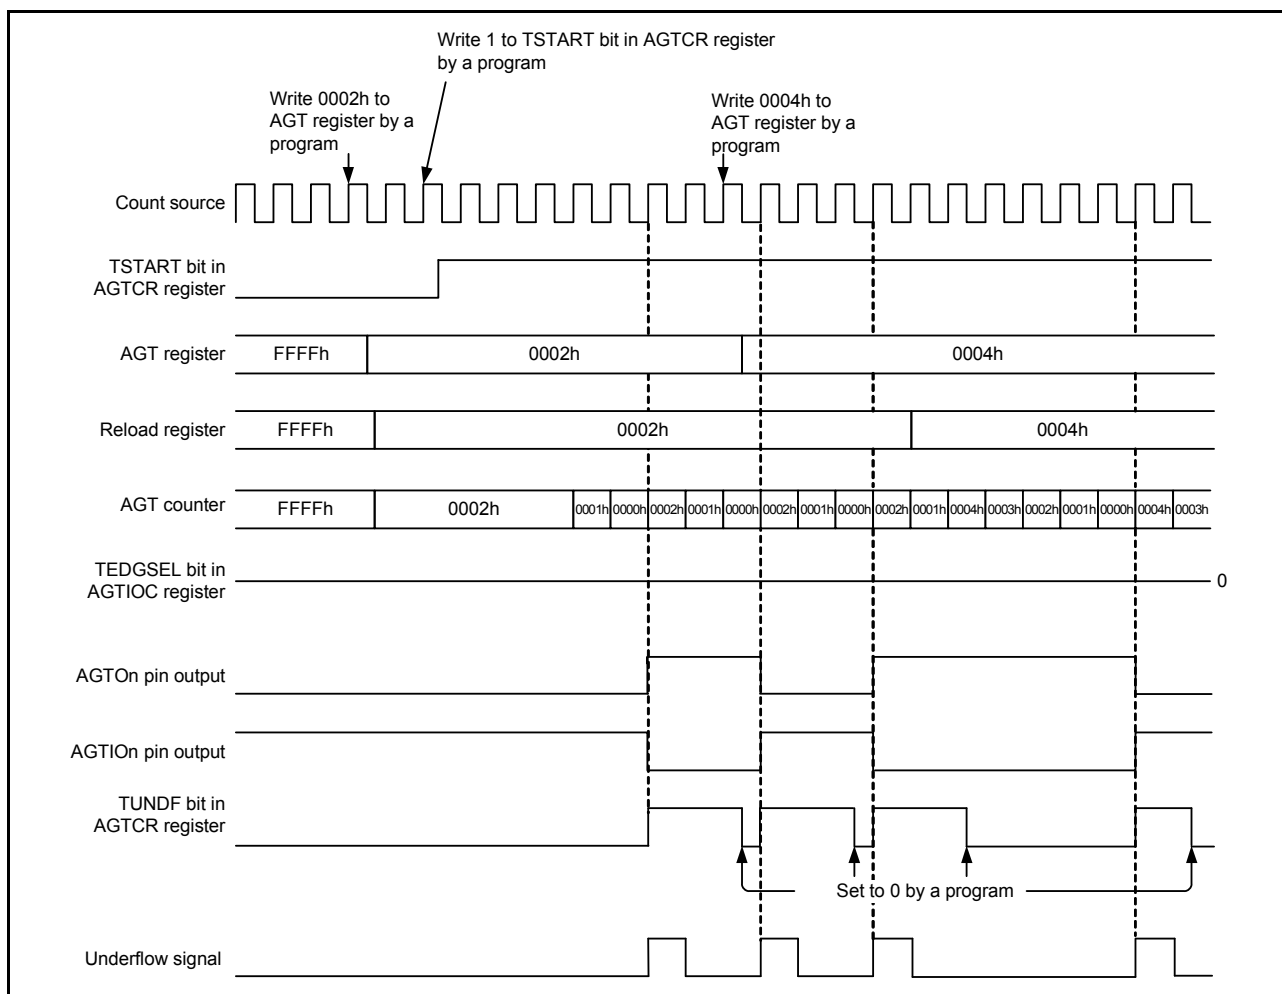 Write 1 to TSTART bit in AGTCR register
by a program
Write 0002h to
AGT register by a
program
Write 0004h to
AGT register by a
program
Count source
TSTART bit in
AGTCR register
AGT register
FFFFh 0002h 0004h
Reload register
FFFFh 0002h 0004h
AGT counter
FFFFh 0002h 0001h 0000h 0002h 0001h 0000h 0002h 0001h 0000h 0002h 0001h 0004h 0003h 0002h 0001h 0000h 0004h 0003h
TEDGSEL bit in
AGTIOC register
0
AGTOn pin output
AGTIOn pin output
TUNDF bit in
AGTCR register
Set to 0 by a program
Underflow signal